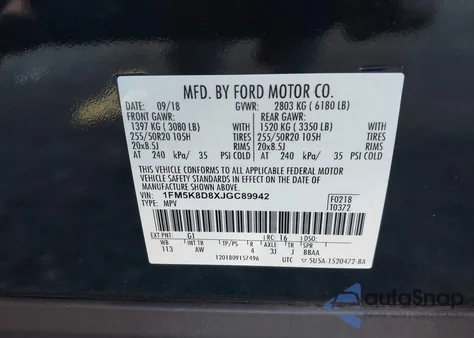 MFD. BY FORD MOTOR CO.
09/18 GVWR: 2803 KG ( 6180 LB)
FRONT GAWR: REAR GAWR:
1397 KG ( 3080 LB) WITH 1520 KG ( 3350 LB) WITH
255/50R20 105H TIRES 255/50R20 105H TIRES
20x8.5J RIMS 20x8.5J RIMS
AT 240 kPa/ 35 PSI COLD AT 240 kPa/ 35 PSI COLD
THIS VEHICLE CONFORMS TO ALL APPLICABLE FEDERAL MOTOR
VEHICLE SAFETY AND BUMPER STANDARDS IN EFFECT ON THE DATE OF
MANUFACTURE SHOWN ABOVE.
VIN: 1FM5K8D8XJGC89942
TYPE: MPV
F0218
T0372
EXT PNT: G1 RC: 16 DSO:
WB INT TR TP/PS R AXLE TR SPR
113 AW 4 3J J BBAA
1201809157496 UTC 5U5A-1520472-BA
autoSnap